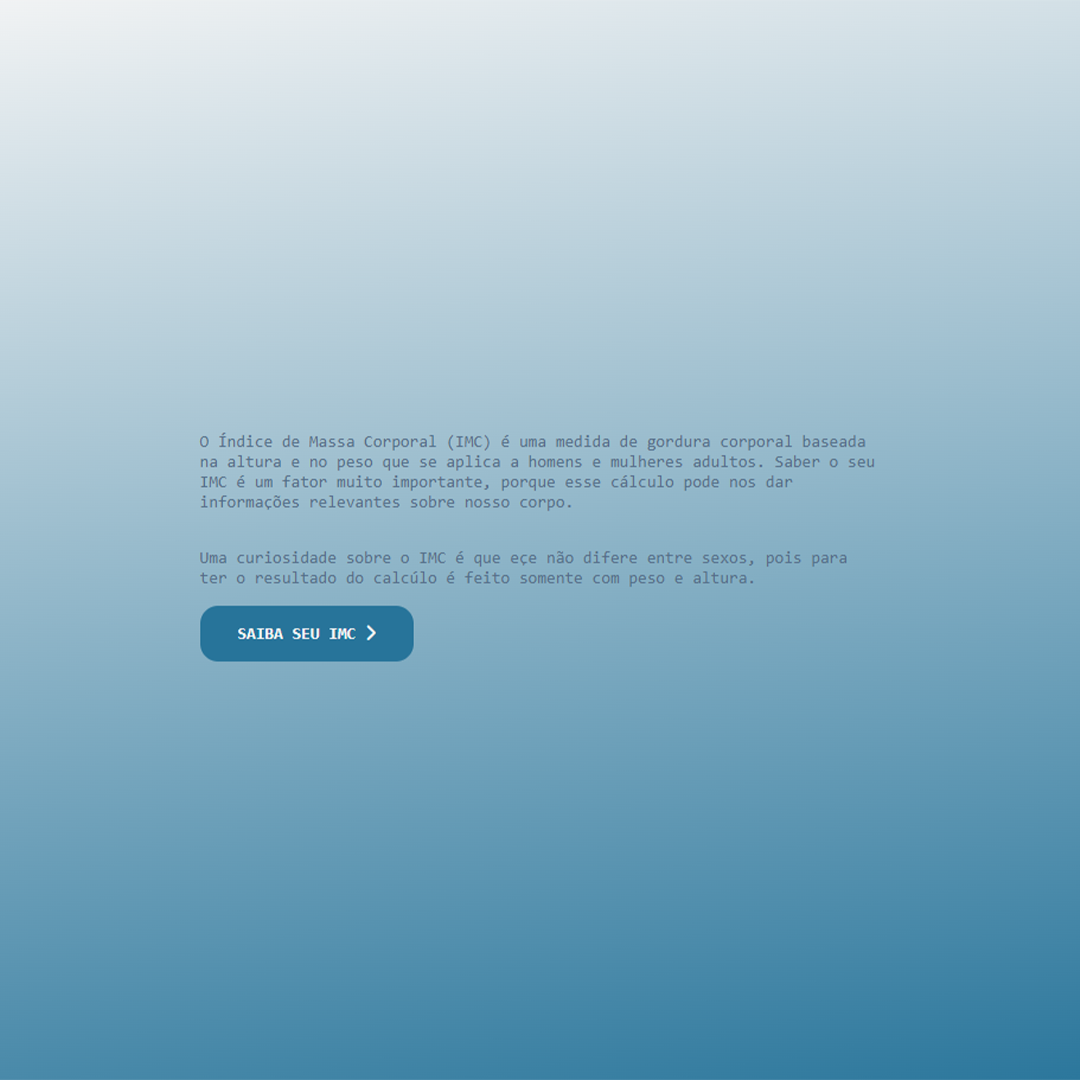 O Índice de Massa Corporal (IMC) é uma medida de gordura corporal baseada
na altura e no peso que se aplica a homens e mulheres adultos. Saber o seu
IMC é um fator muito importante, porque esse cálculo pode nos dar
informações relevantes sobre nosso corpo.
Uma curiosidade sobre o IMC é que eçe não difere entre sexos, pois para
ter o resultado do calcúlo é feito somente com peso e altura.
SAIBA SEU IMC